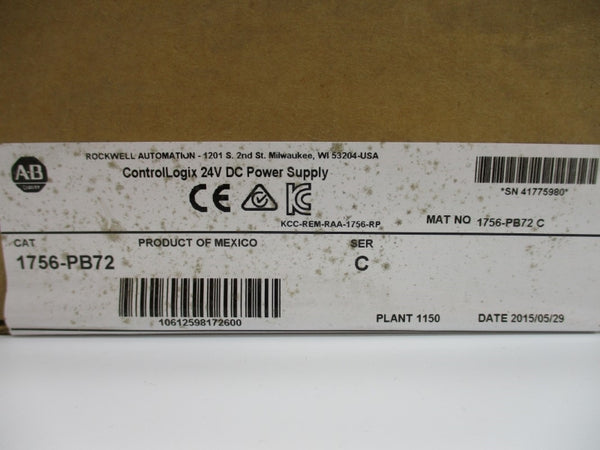 A-B
QUALITY
ROCKWELL AUTOMATION - 1201 S. 2nd St. Milwaukee, WI 53204-USA
ControlLogix 24V DC Power Supply
CE
KCC-REM-RAA-1756-RP
*SN 41775980*
MAT NO 1756-PB72 C
CAT
PRODUCT OF MEXICO
SER
1756-PB72
C
10612598172600
PLANT 1150
DATE 2015/05/29